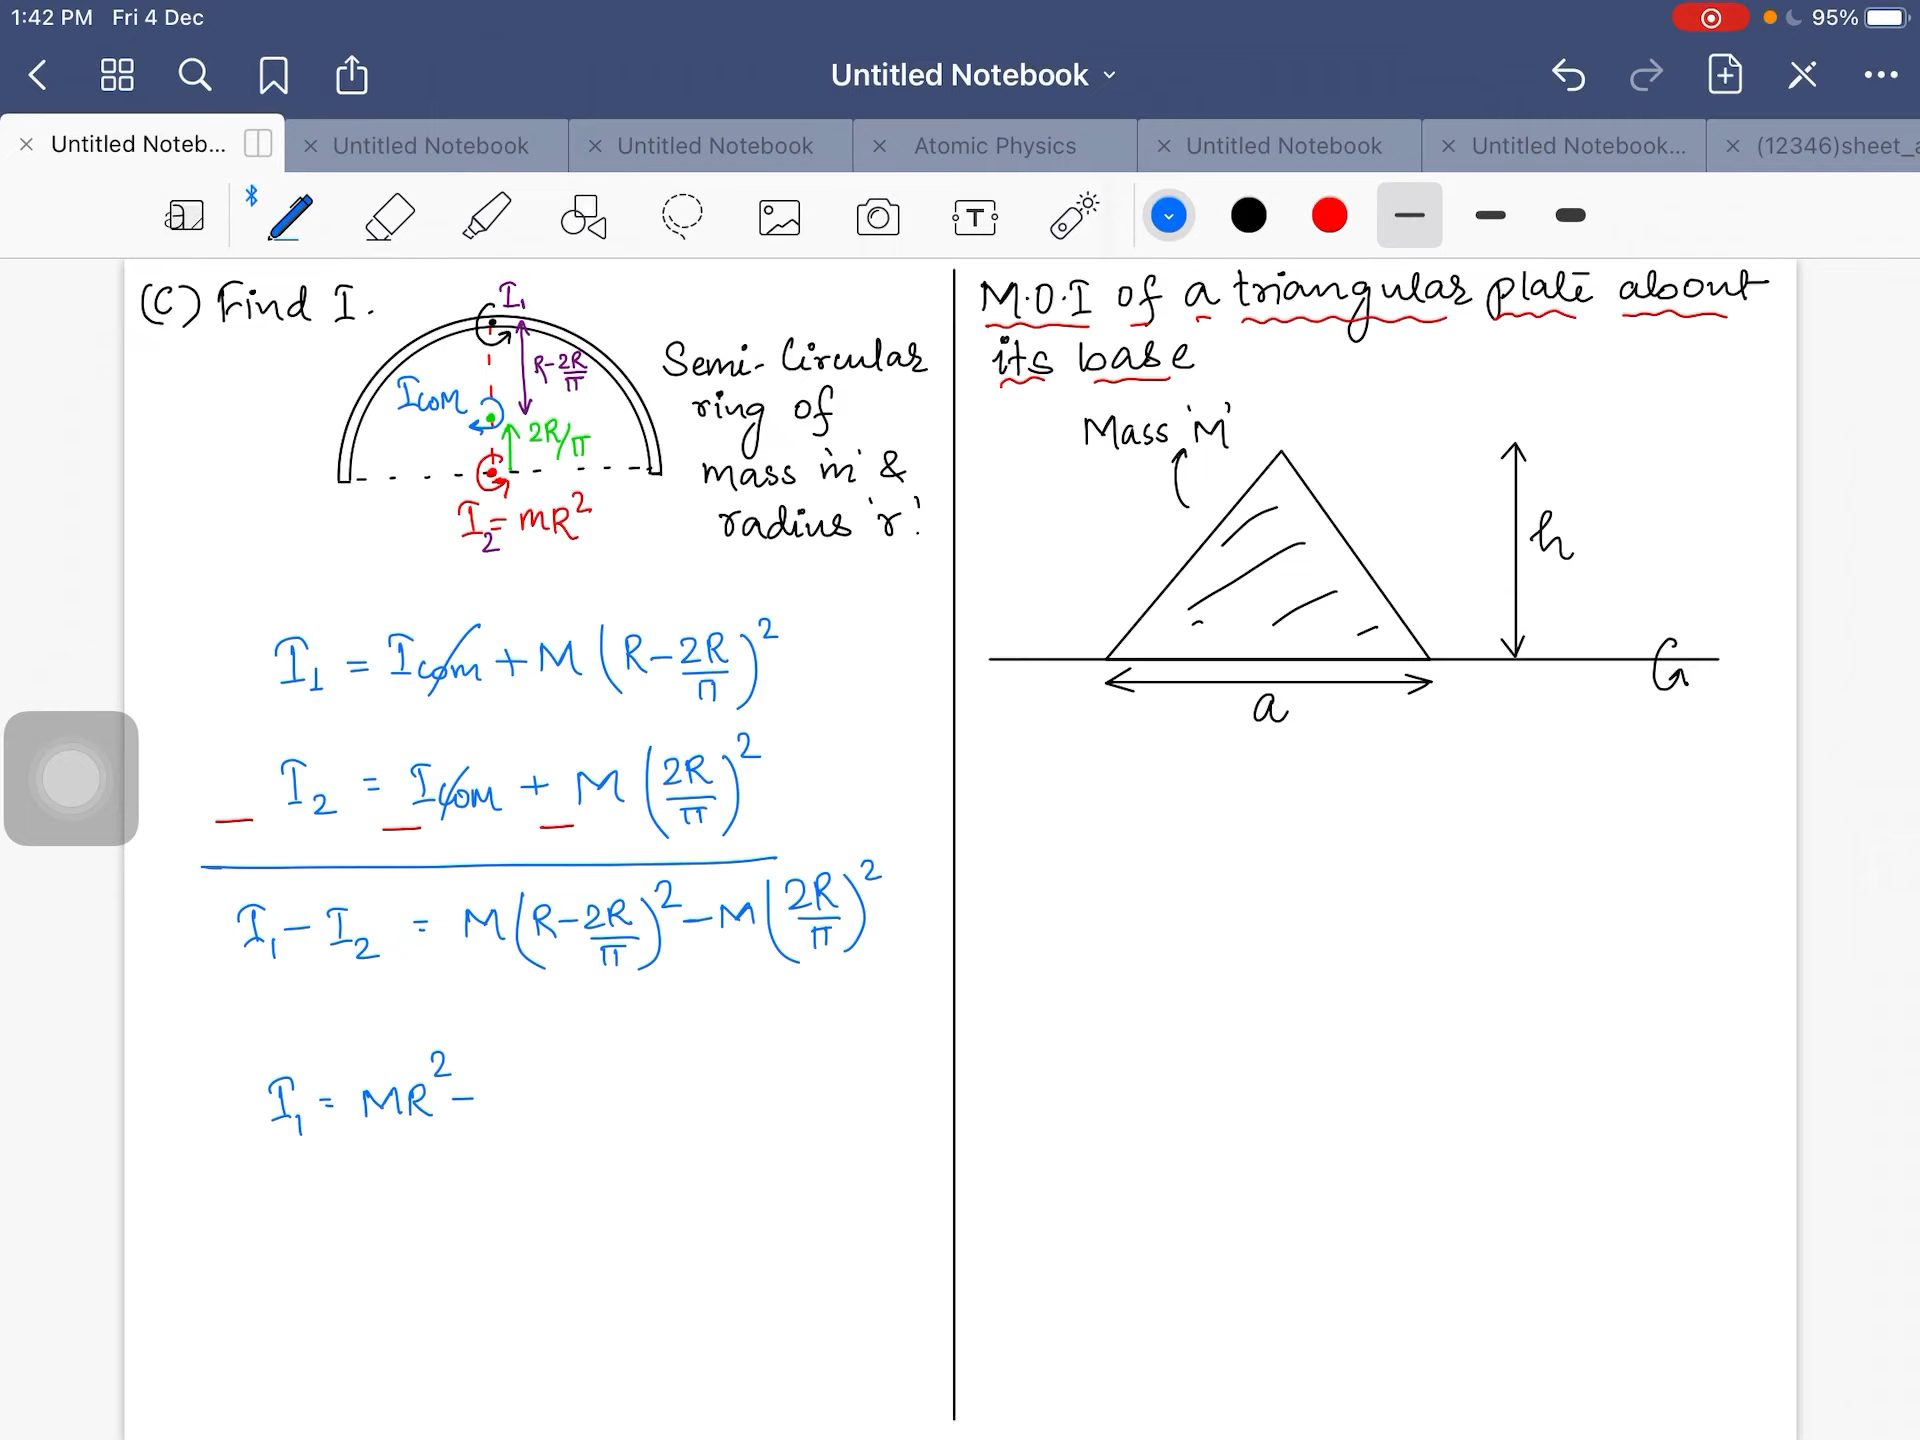 1:42 PM Fri 4 Dec
95%
Untitled Notebook
Untitled Noteb...
Untitled Notebook
Untitled Notebook
Atomic Physics
Untitled Notebook
Untitled Notebook...
(12346)sheet_a
(C) Find I.
I₁
R-2R/π
Icom
2R/π
I₂ = mR²
Semi-Circular
ring of
mass 'm' &
radius 'r'.
I₁ = Icom + M(R-2R/π)²
I₂ = Icom + M(2R/π)²
I₁ - I₂ = M(R-2R/π)² - M(2R/π)²
I₁ = MR² -
M.O.I of a triangular plate about
its base
Mass 'M'
h
a